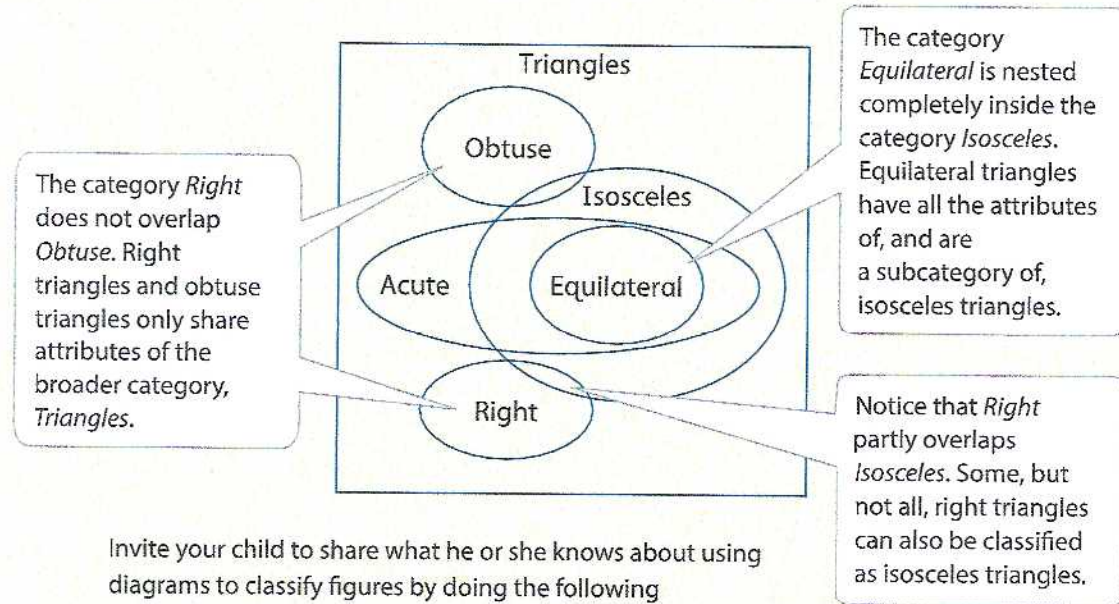 Triangles
Obtuse
Isosceles
Acute
Equilateral
Right
The category Right
does not overlap
Obtuse. Right
triangles and obtuse
triangles only share
attributes of the
broader category,
Triangles.
The category
Equilateral is nested
completely inside the
category Isosceles.
Equilateral triangles
have all the attributes
of, and are
a subcategory of,
isosceles triangles.
Notice that Right
partly overlaps
Isosceles. Some, but
not all, right triangles
can also be classified
as isosceles triangles.
Invite your child to share what he or she knows about using
diagrams to classify figures by doing the following